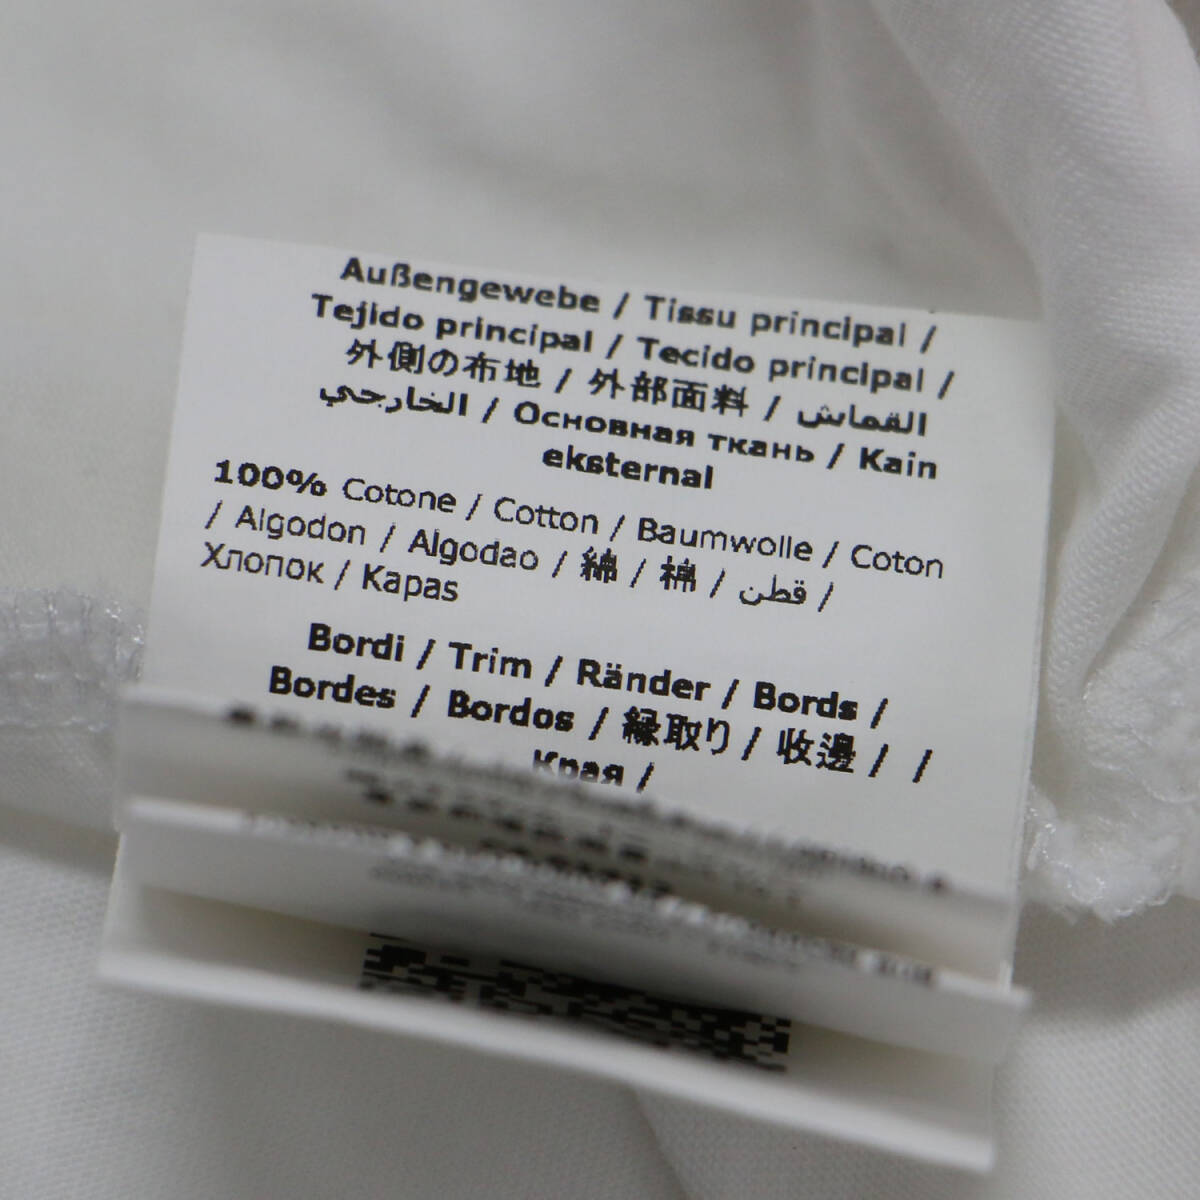 Außengewebe / Tissu principal /
Tejido principal / Tecido principal /
外側の布地 / 外部面料 / القماش
الخارجي / Основная ткань / Kain
eksternal
100% Cotone / Cotton / Baumwolle / Coton
/ Algodon / Algodao / 綿 / 棉 / قطن /
Хлопок / Kapas
Bordi / Trim / Ränder / Bords /
Bordes / Bordos / 縁取り / 收邊 / /
Края /